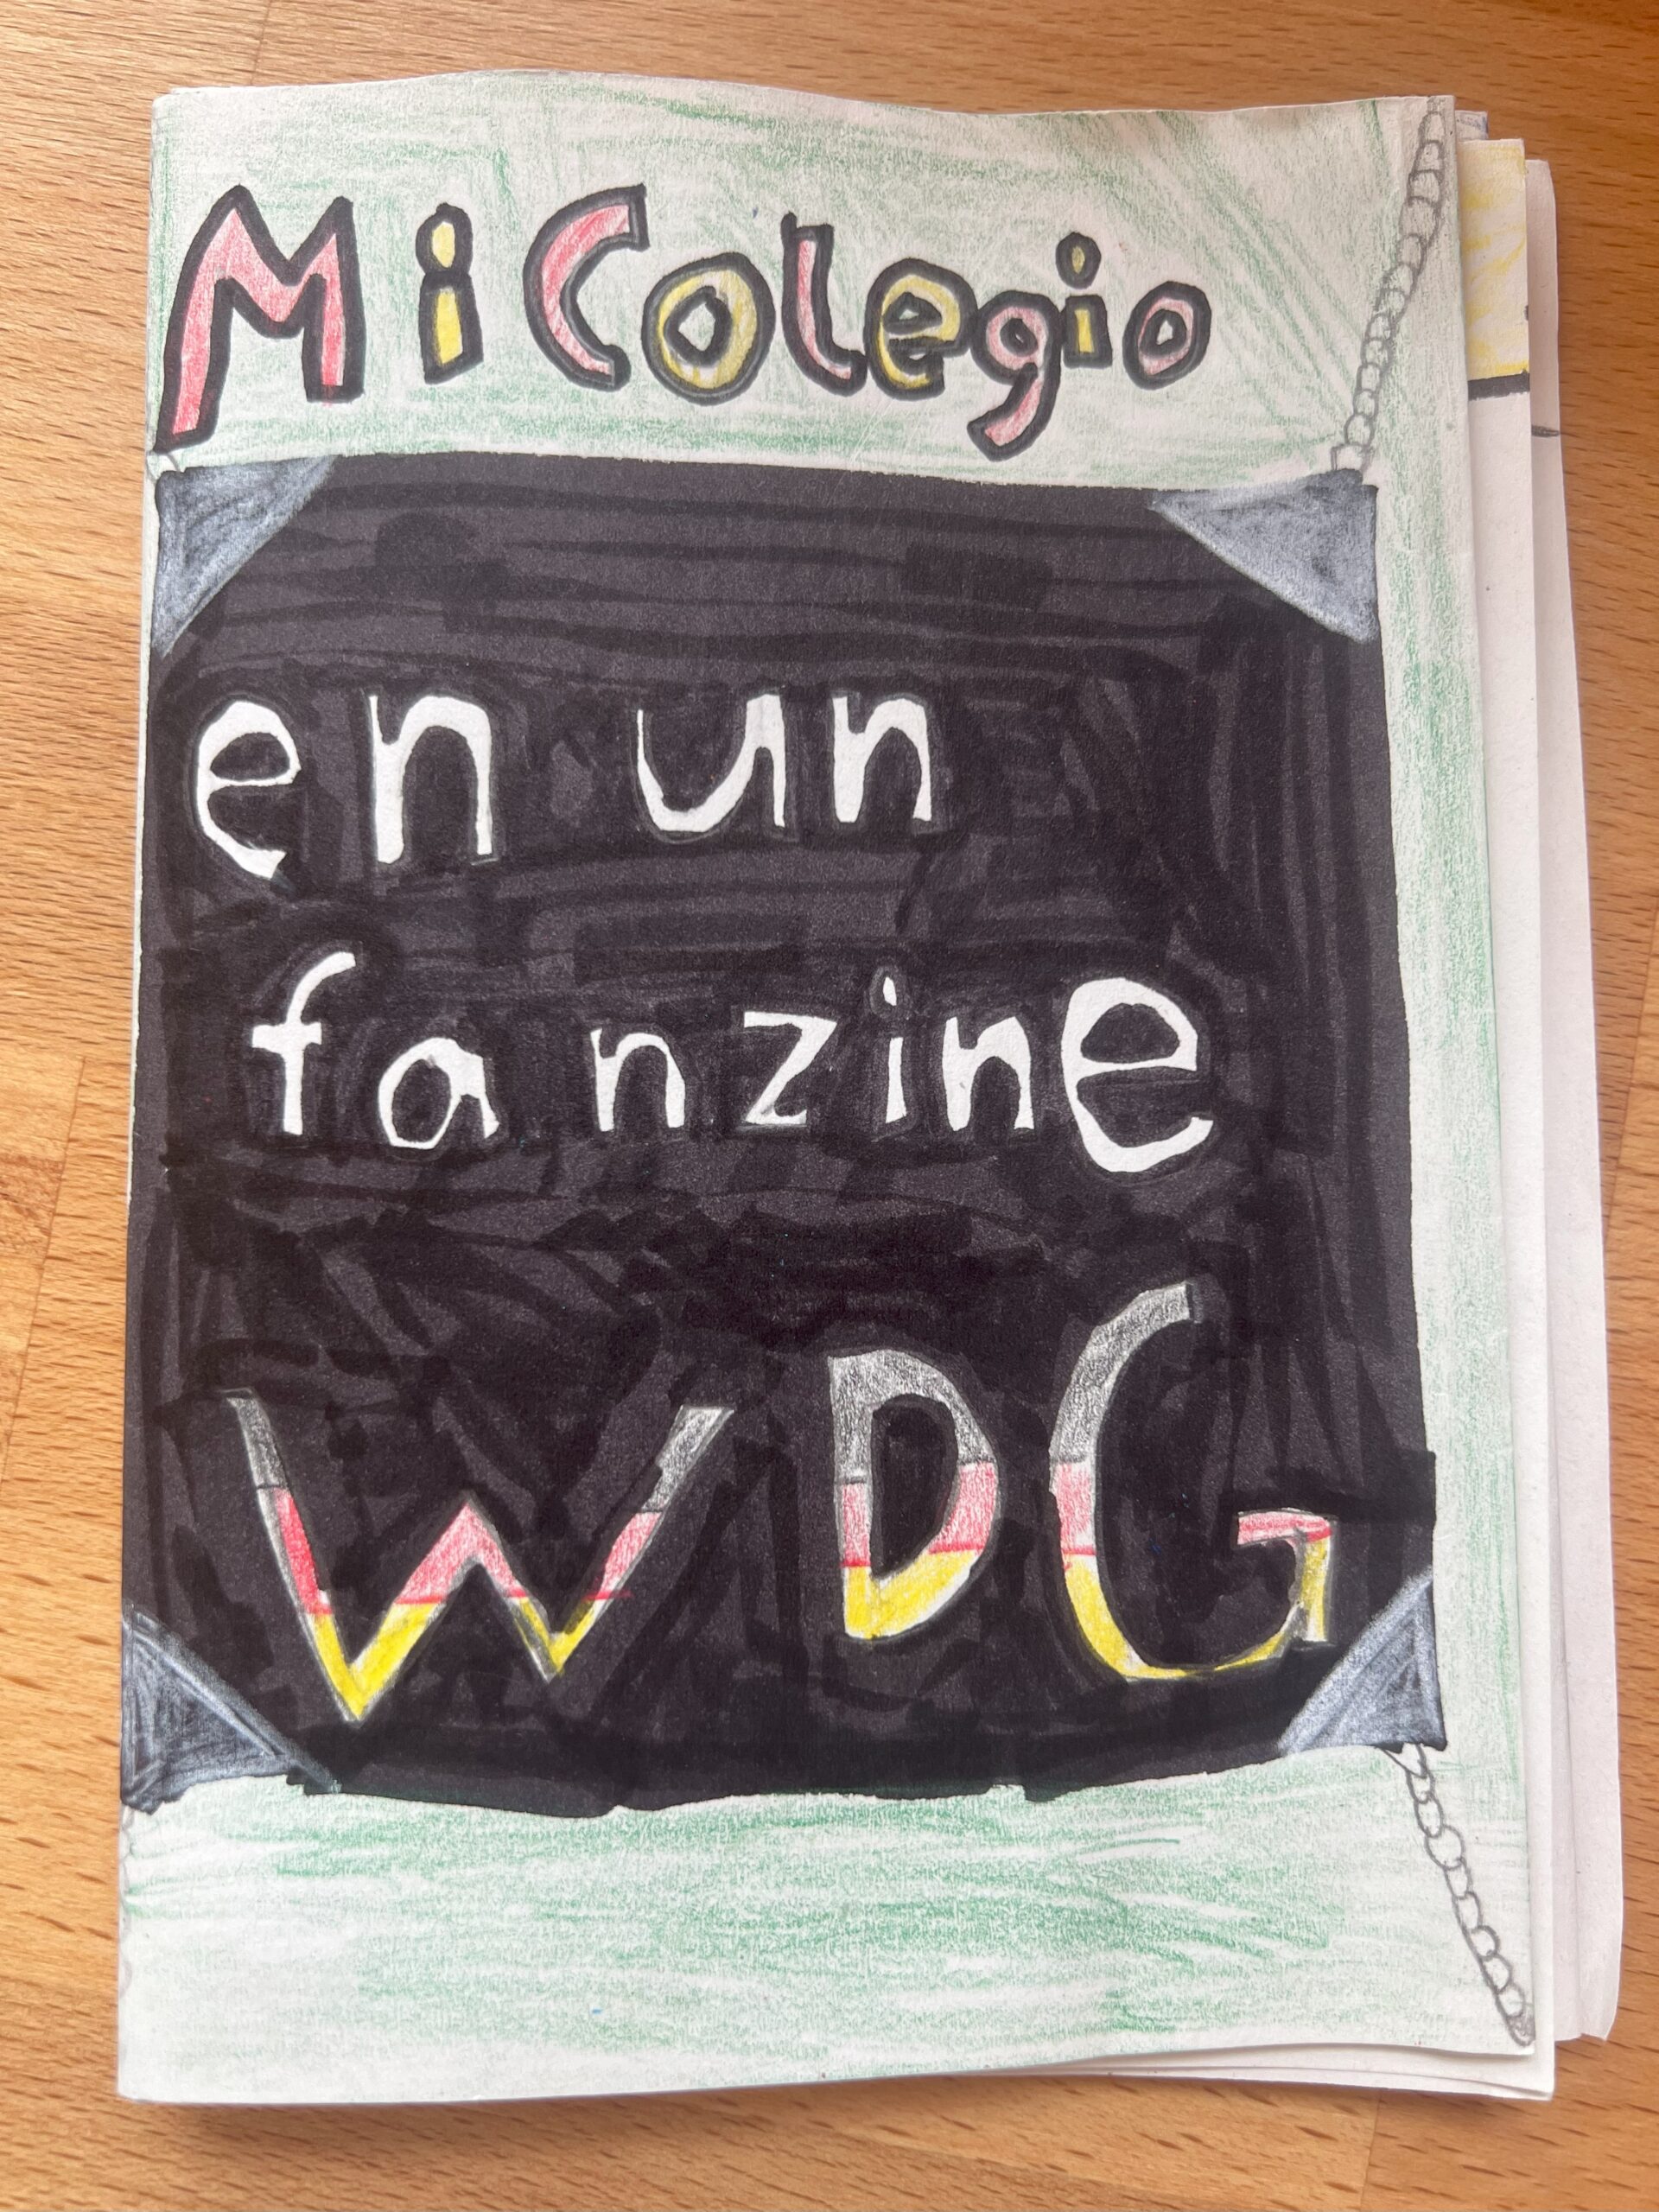 Mi Colegio
en un
fanzine
WDG